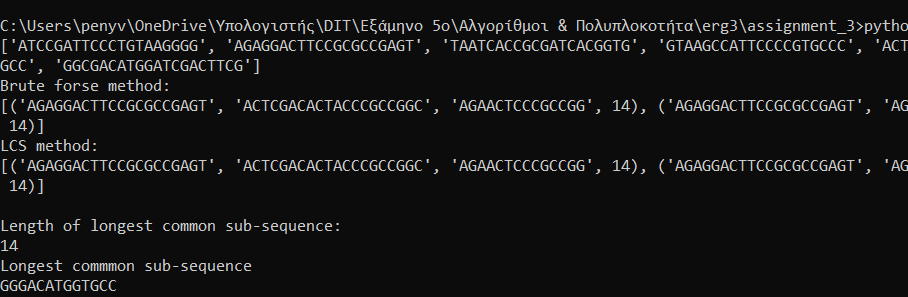 C:\Users\penyv\OneDrive\Υπολογιστής\DIT\Εξάμηνο 5ο\Αλγορίθμοι & Πολυπλοκοτήτα\erg3\assignment_3>pytho
['ATCCGATTCCCTGTAAGGGG', 'AGAGGACTTCCGCGCCGAGT', 'TAATCACCGCGATCACGGTG', 'GTAAGCCATTCCCCGTGCCC', 'ACT
GCC', 'GGCGACATGGATCGACTTCG']
Brute forse method:
[('AGAGGACTTCCGCGCCGAGT', 'ACTCGACACTACCCGCCGGC', 'AGAACTCCCGCCGG', 14), ('AGAGGACTTCCGCGCCGAGT', 'AG
14)]
LCS method:
[('AGAGGACTTCCGCGCCGAGT', 'ACTCGACACTACCCGCCGGC', 'AGAACTCCCGCCGG', 14), ('AGAGGACTTCCGCGCCGAGT', 'AG
14)]
Length of longest common sub-sequence:
14
Longest commmon sub-sequence
GGGACATGGTGCC